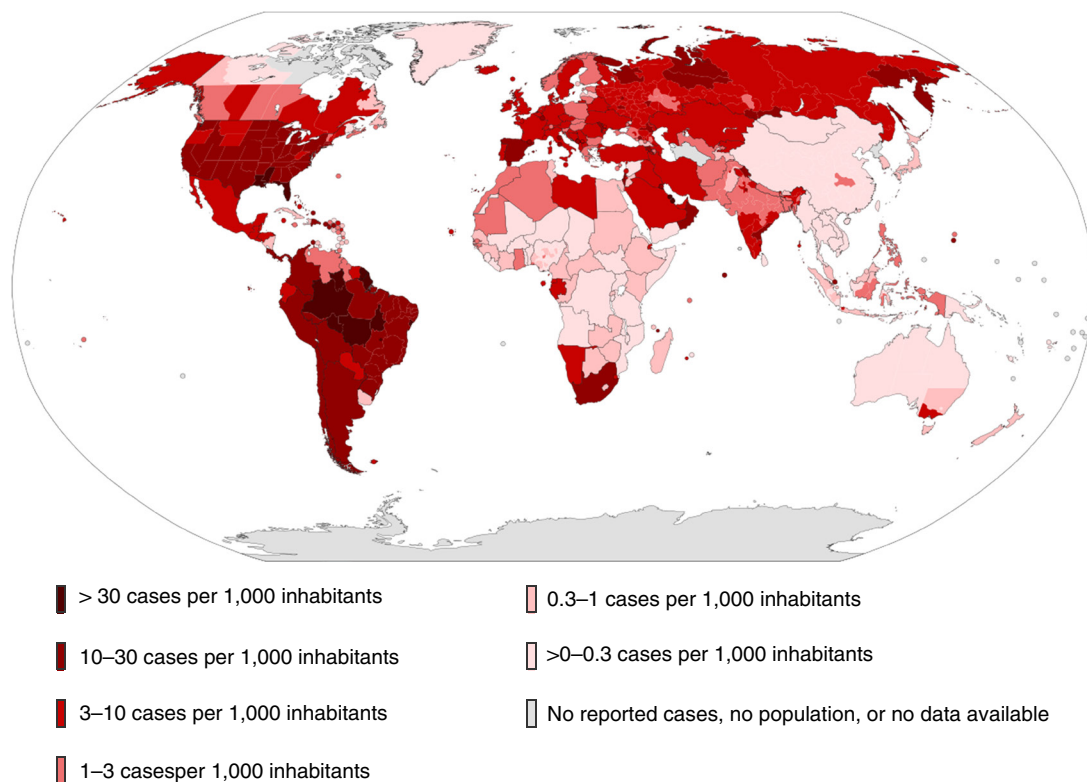 > 30 cases per 1,000 inhabitants
10–30 cases per 1,000 inhabitants
3–10 cases per 1,000 inhabitants
1–3 casesper 1,000 inhabitants
0.3–1 cases per 1,000 inhabitants
>0–0.3 cases per 1,000 inhabitants
No reported cases, no population, or no data available